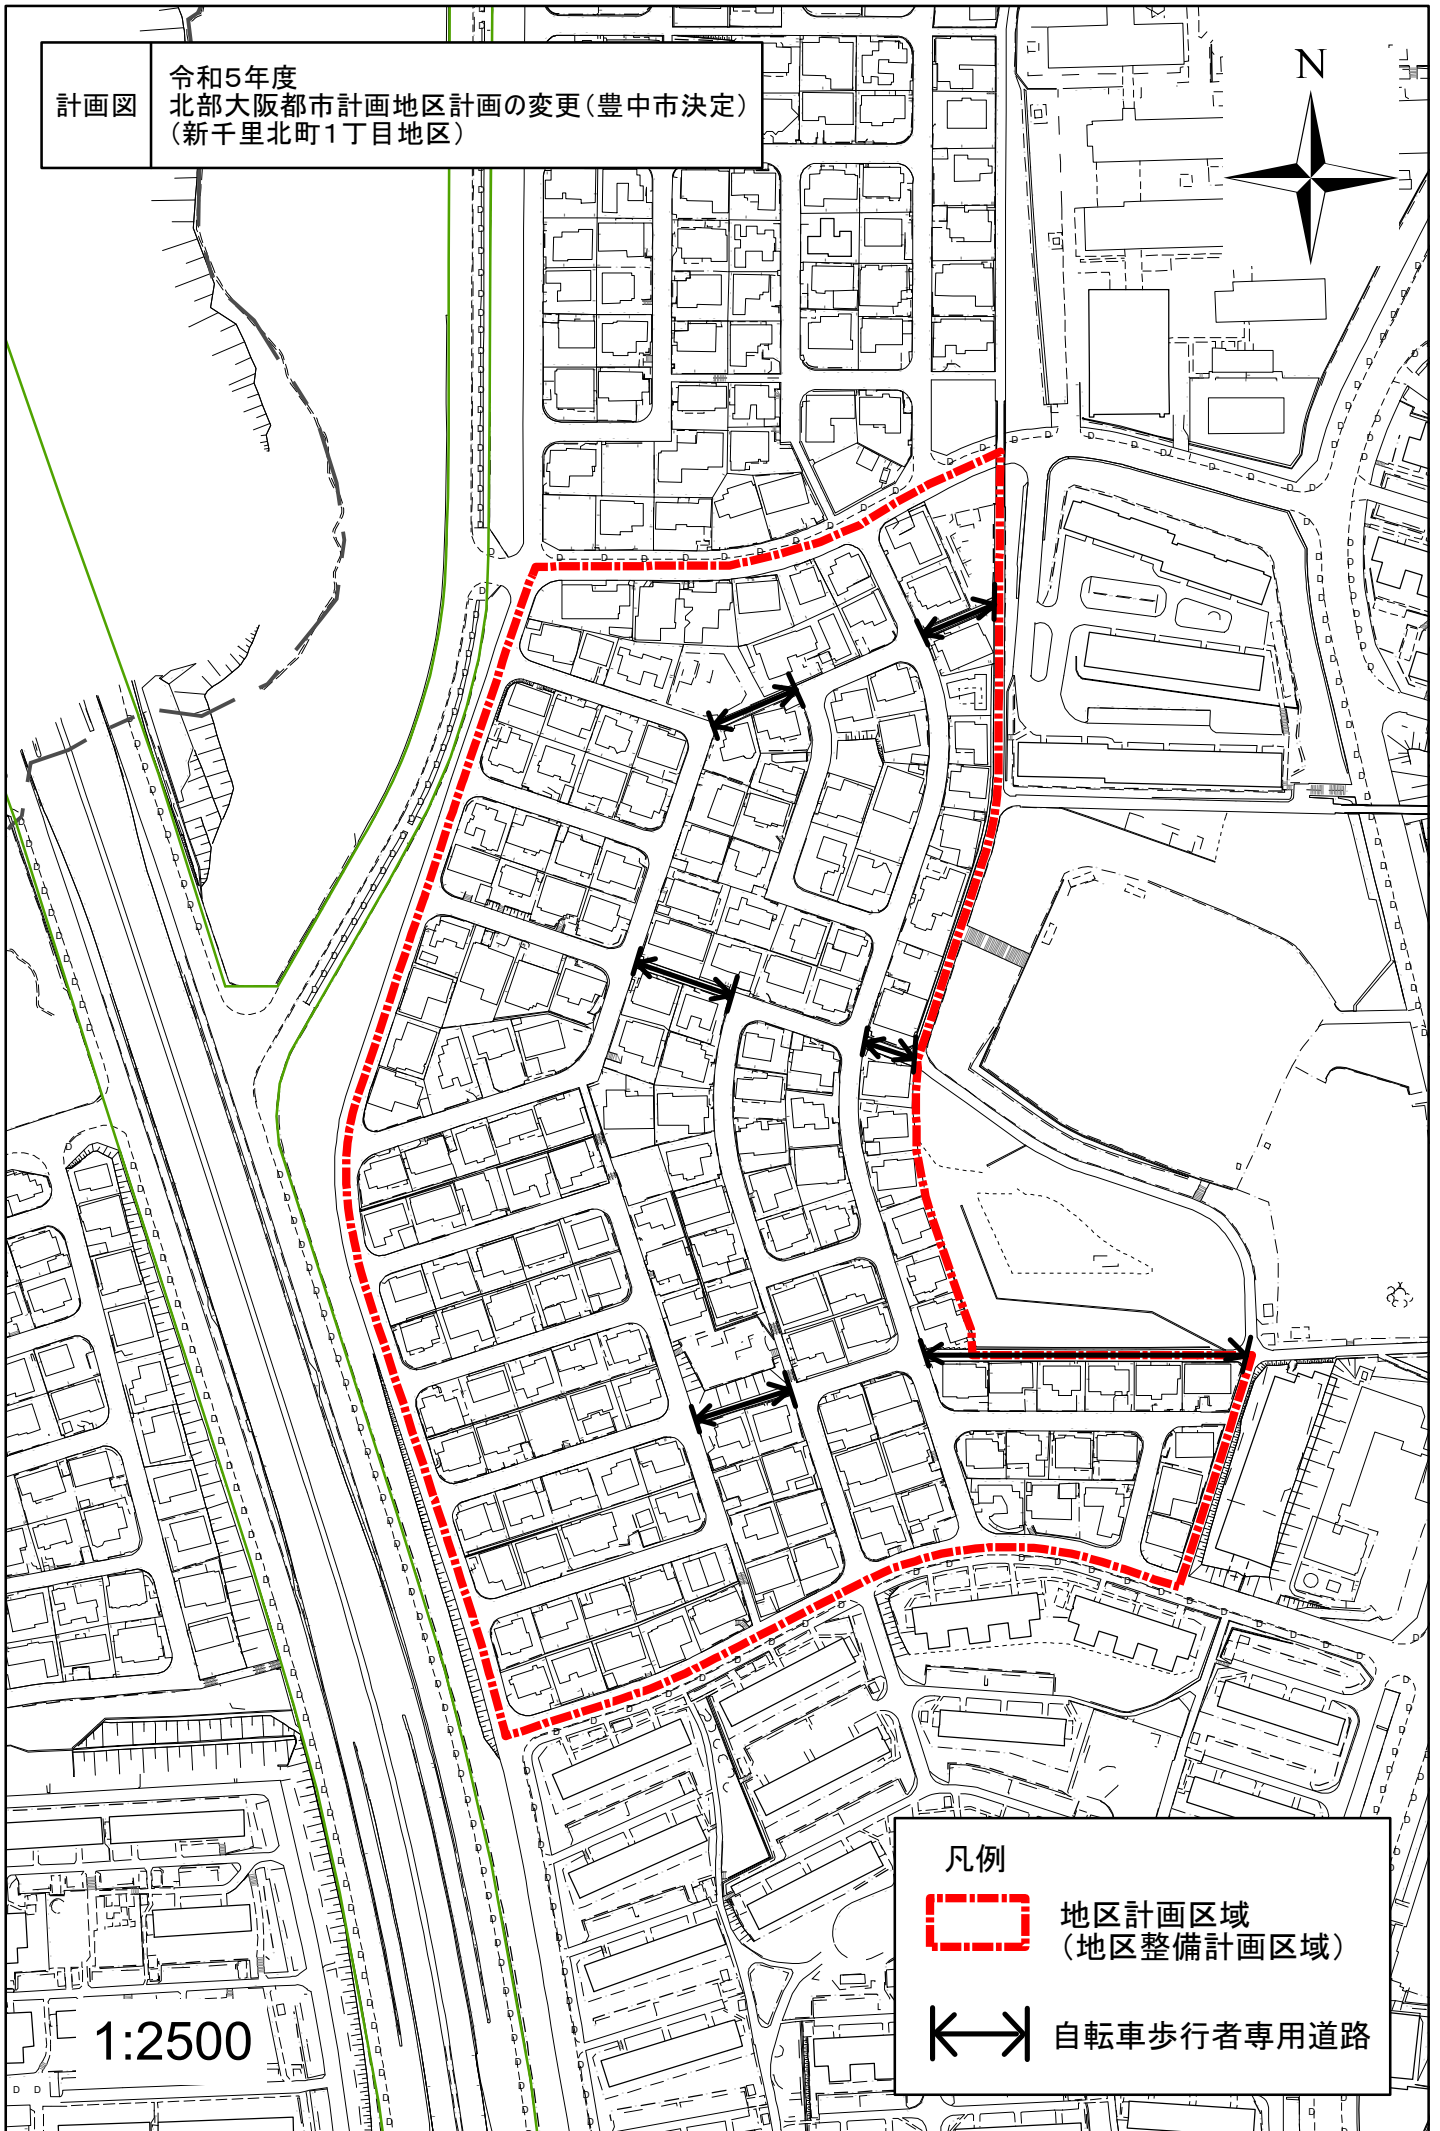 計画図
令和5年度
北部大阪都市計画地区計画の変更(豊中市決定)
(新千里北町1丁目地区)
N
凡例
地区計画区域
(地区整備計画区域)
自転車歩行者専用道路
1:2500